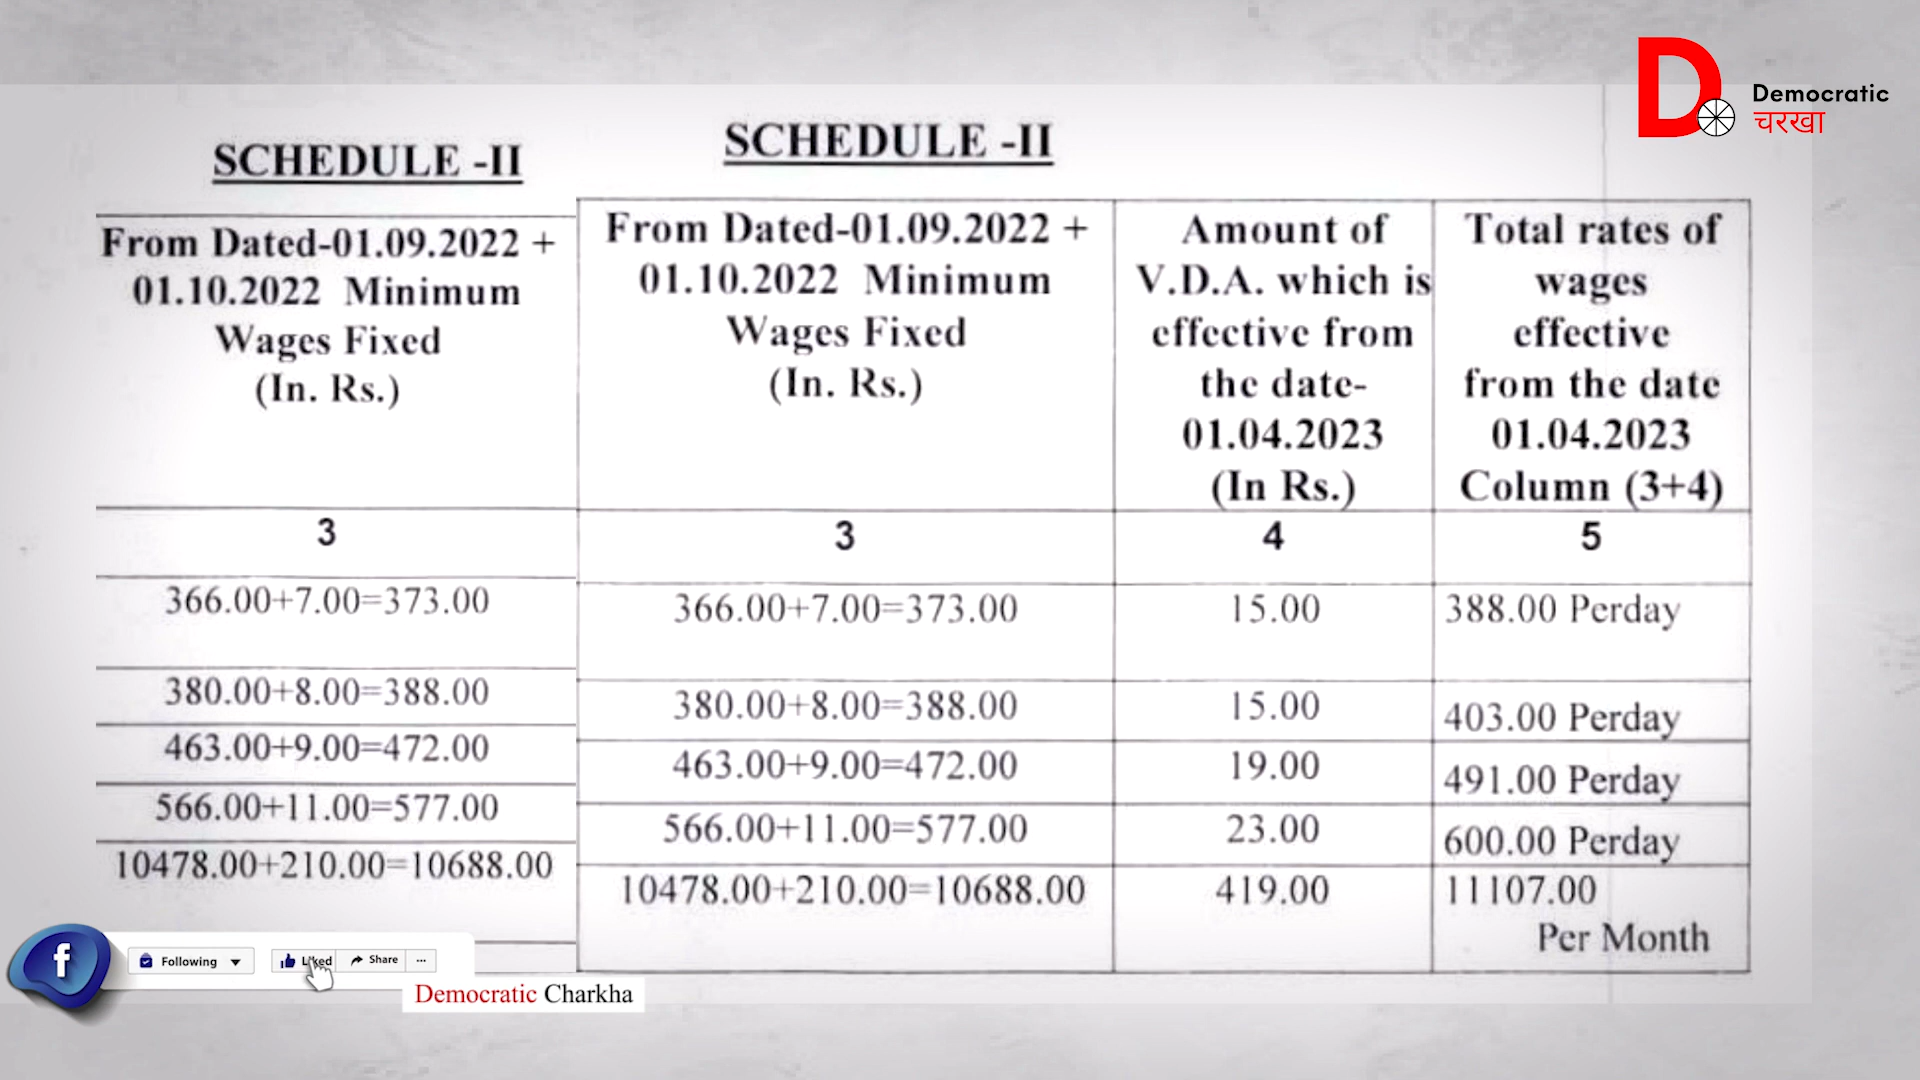 Democratic
चरखा
SCHEDULE -II
From Dated-01.09.2022 +
01.10.2022 Minimum
Wages Fixed
(In. Rs.)
3
366.00+7.00=373.00
380.00+8.00=388.00
463.00+9.00=472.00
566.00+11.00=577.00
10478.00+210.00=10688.00
SCHEDULE -II
From Dated-01.09.2022 +
01.10.2022 Minimum
Wages Fixed
(In. Rs.)
Amount of
V.D.A. which is
effective from
the date-
01.04.2023
(In Rs.)
Total rates of
wages
effective
from the date
01.04.2023
Column (3+4)
3 4 5
366.00+7.00=373.00 15.00 388.00 Perday
380.00+8.00=388.00 15.00 403.00 Perday
463.00+9.00=472.00 19.00 491.00 Perday
566.00+11.00=577.00 23.00 600.00 Perday
10478.00+210.00=10688.00 419.00 11107.00
Per Month
f Following Liked Share ...
Democratic Charkha